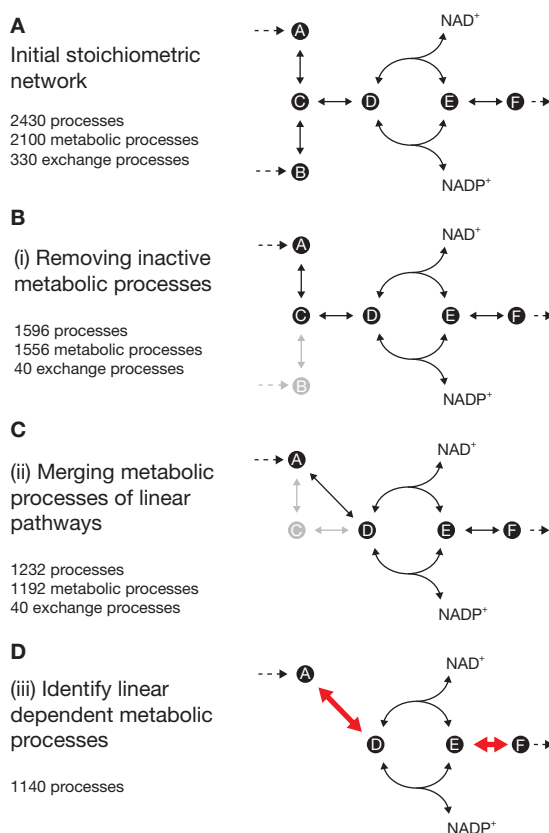 A
Initial stoichiometric
network
2430 processes
2100 metabolic processes
330 exchange processes
A
C
D
E
F
B
NAD+
NADP+
B
(i) Removing inactive
metabolic processes
1596 processes
1556 metabolic processes
40 exchange processes
A
C
D
E
F
B
NAD+
NADP+
C
(ii) Merging metabolic
processes of linear
pathways
1232 processes
1192 metabolic processes
40 exchange processes
A
C
D
E
F
NAD+
NADP+
D
(iii) Identify linear
dependent metabolic
processes
1140 processes
A
D
E
F
NAD+
NADP+